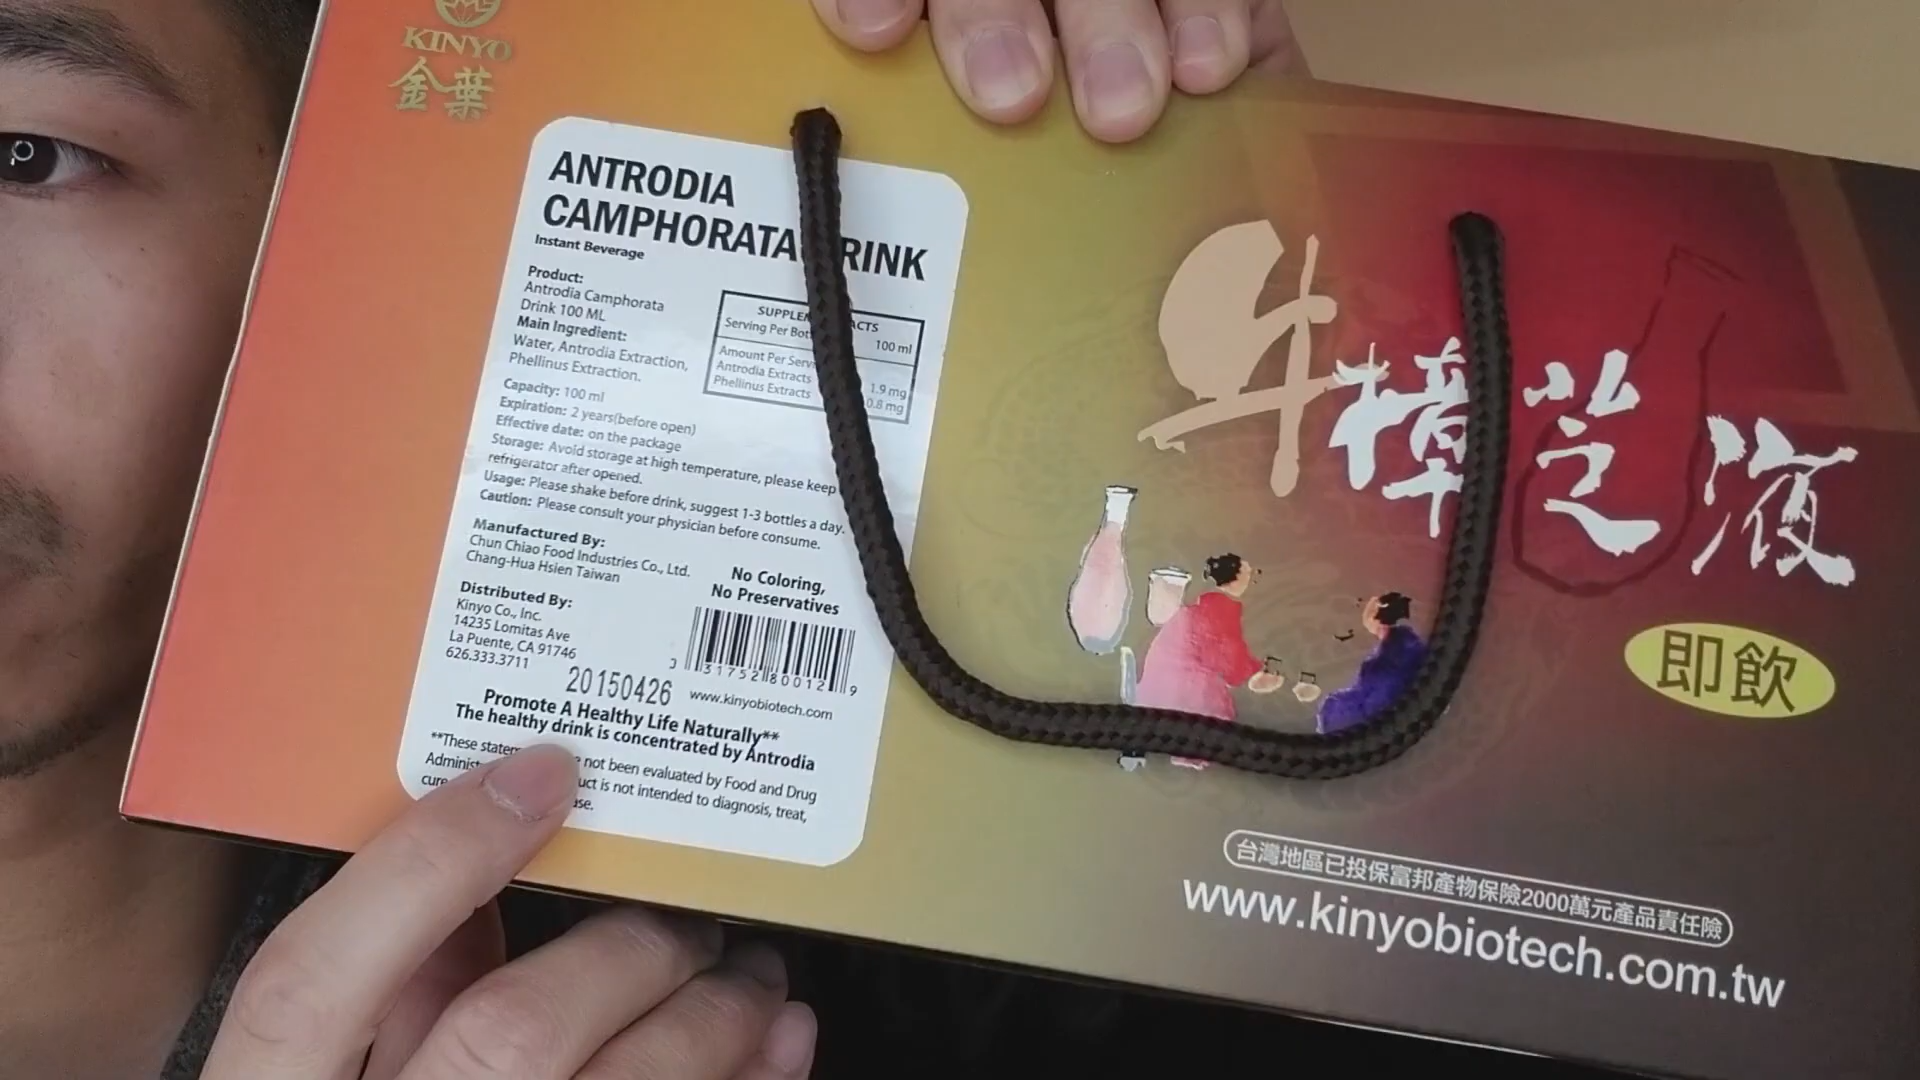 KINYO
金葉
ANTRODIA
CAMPHORATA RINK
Instant Beverage
Product:
Antrodia Camphorata
Drink 100 ML
Main Ingredient:
Water, Antrodia Extraction,
Phellinus Extraction.
Capacity: 100 ml
Expiration: 2 years(before open)
Effective date: on the package
Storage: Avoid storage at high temperature, please keep
refrigerator after opened.
Usage: Please shake before drink, suggest 1-3 bottles a day.
Caution: Please consult your physician before consume.
SUPPLEM ACTS
Serving Per Bot 100 ml
Amount Per Serv
Antrodia Extracts 1.9 mg
Phellinus Extracts 0.8 mg
Manufactured By:
Chun Chiao Food Industries Co., Ltd.
Chang-Hua Hsien Taiwan
No Coloring,
No Preservatives
Distributed By:
Kinyo Co., Inc.
14235 Lomitas Ave
La Puente, CA 91746
626.333.3711
31752 80012 9
20150426
www.kinyobiotech.com
Promote A Healthy Life Naturally**
The healthy drink is concentrated by Antrodia
**These not been evaluated by Food and Drug
is not intended to diagnosis, treat,
cure
牛樟芝液
即飲
台灣地區已投保富邦產物保險2000萬元產品責任險
www.kinyobiotech.com.tw